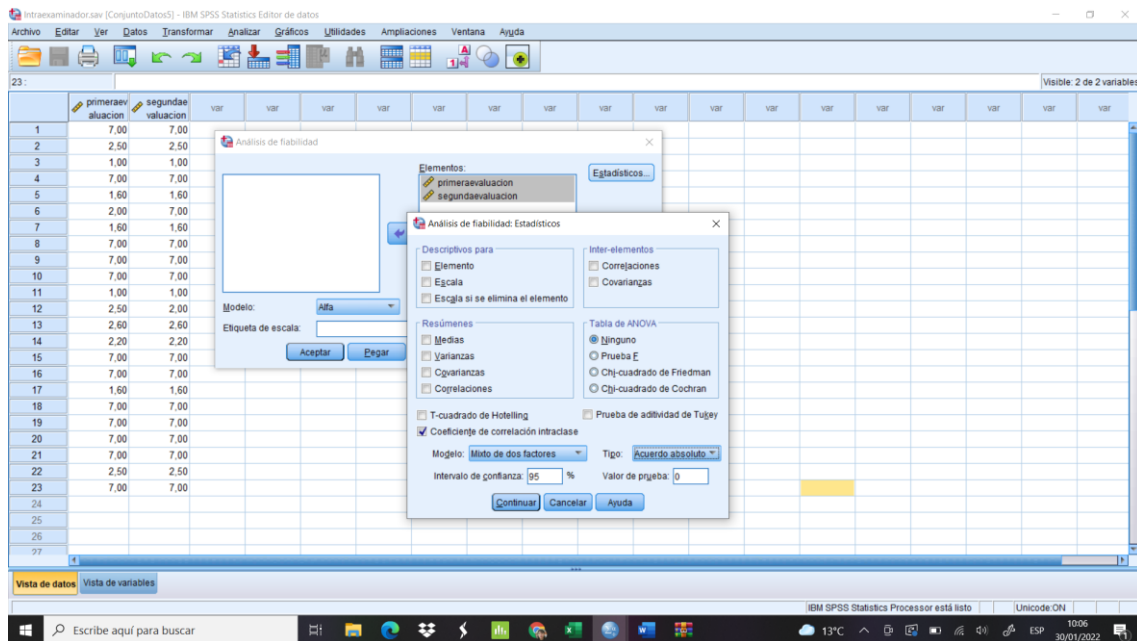 Intraexaminador.sav [ConjuntoDatos5] - IBM SPSS Statistics Editor de datos
Archivo Editar Ver Datos Transformar Analizar Gráficos Utilidades Ampliaciones Ventana Ayuda
23 :
Visible: 2 de 2 variables
primeraevaluacion segundaevaluacion var var var var var var var var var var var var var var var var var
1 7,00 7,00
2 2,50 2,50
3 1,00 1,00
4 7,00 7,00
5 1,60 1,60
6 2,00 7,00
7 1,60 1,60
8 7,00 7,00
9 7,00 7,00
10 7,00 7,00
11 1,00 1,00
12 2,50 2,00
13 2,60 2,60
14 2,20 2,20
15 7,00 7,00
16 7,00 7,00
17 1,60 1,60
18 7,00 7,00
19 7,00 7,00
20 7,00 7,00
21 7,00 7,00
22 2,50 2,50
23 7,00 7,00
24
25
26
27
Análisis de fiabilidad
Elementos:
primeraevaluacion
segundaevaluacion
Estadísticos...
Modelo: Alfa
Etiqueta de escala:
Aceptar Pegar
Análisis de fiabilidad: Estadísticos
Descriptivos para
Elemento
Escala
Escala si se elimina el elemento
Inter-elementos
Correlaciones
Covarianzas
Resúmenes
Medias
Varianzas
Covarianzas
Correlaciones
Tabla de ANOVA
Ninguno
Prueba F
Chi-cuadrado de Friedman
Chi-cuadrado de Cochran
T-cuadrado de Hotelling
Prueba de aditividad de Tukey
Coeficiente de correlación intraclase
Modelo: Mixto de dos factores Tipo: Acuerdo absoluto
Intervalo de confianza: 95 % Valor de prueba: 0
Continuar Cancelar Ayuda
Vista de datos Vista de variables
IBM SPSS Statistics Processor está listo Unicode:ON
Escribe aquí para buscar
13°C ESP
10:06
30/01/2022